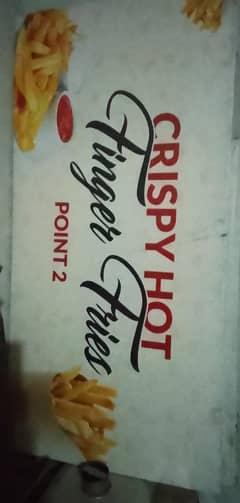 CRISPY HOT
Finger Fries
POINT 2